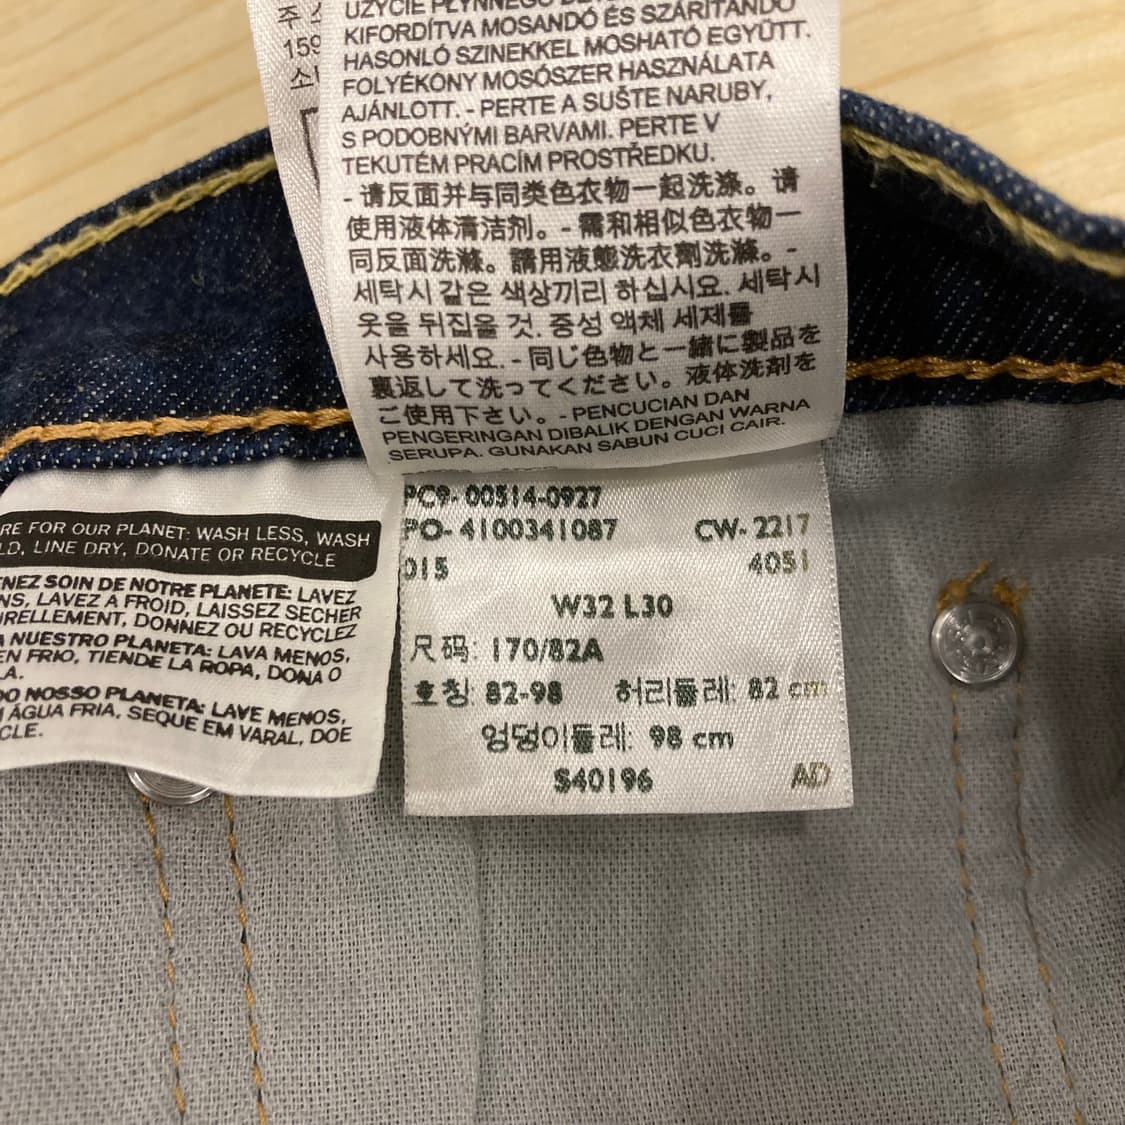 주
159
소
UŻYCIE PŁYNNEGO
KIFORDÍTVA MOSANDÓ ÉS SZÁRÍTANDÓ
HASONLÓ SZINEKKEL MOSHATÓ EGYÜTT.
FOLYÉKONY MOSÓSZER HASZNÁLATA
AJÁNLOTT. - PERTE A SUŠTE NARUBY,
S PODOBNÝMI BARVAMI. PERTE V
TEKUTÉM PRACÍM PROSTŘEDKU.
- 请反面并与同类色衣物一起洗涤。请
使用液体清洁剂。- 需和相似色衣物一
同反面洗滌。請用液態洗衣劑洗滌。-
세탁시 같은 색상끼리 하십시요. 세탁시
옷을 뒤집을 것. 중성 액체 세제를
사용하세요. - 同じ色物と一緒に製品を
裏返して洗ってください。液体洗剤を
ご使用下さい。- PENCUCIAN DAN
PENGERINGAN DIBALIK DENGAN WARNA
SERUPA. GUNAKAN SABUN CUCI CAIR.
PC9- 00514-0927
PO- 4100341087 CW- 2217
015 4051
W32 L30
尺码: 170/82A
호칭: 82-98 허리둘레: 82 cm
엉덩이둘레: 98 cm
S40196 AD
RE FOR OUR PLANET: WASH LESS, WASH
LD, LINE DRY, DONATE OR RECYCLE
NEZ SOIN DE NOTRE PLANETE: LAVEZ
NS, LAVEZ A FROID, LAISSEZ SECHER
URELLEMENT, DONNEZ OU RECYCLEZ
A NUESTRO PLANETA: LAVA MENOS,
EN FRIO, TIENDE LA ROPA, DONA O
LA.
DO NOSSO PLANETA: LAVE MENOS,
M ÁGUA FRIA, SEQUE EM VARAL, DOE
CLE.